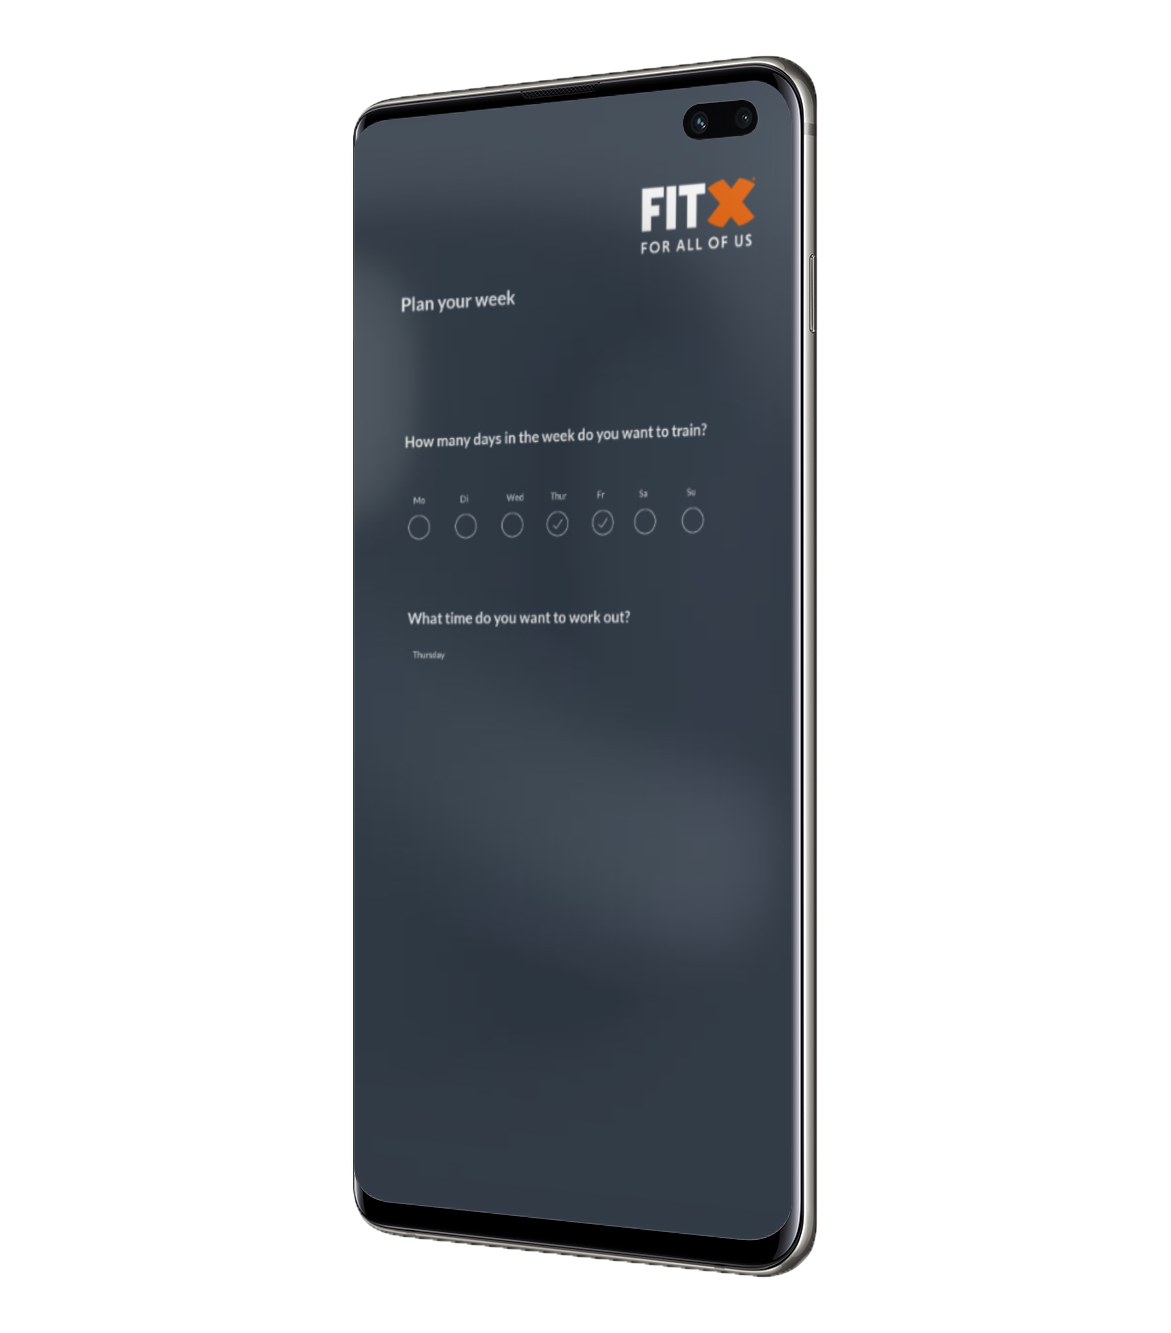 FITX
FOR ALL OF US
Plan your week
How many days in the week do you want to train?
Mo Di Wed Thur Fr Sa Su
What time do you want to work out?
Thursday